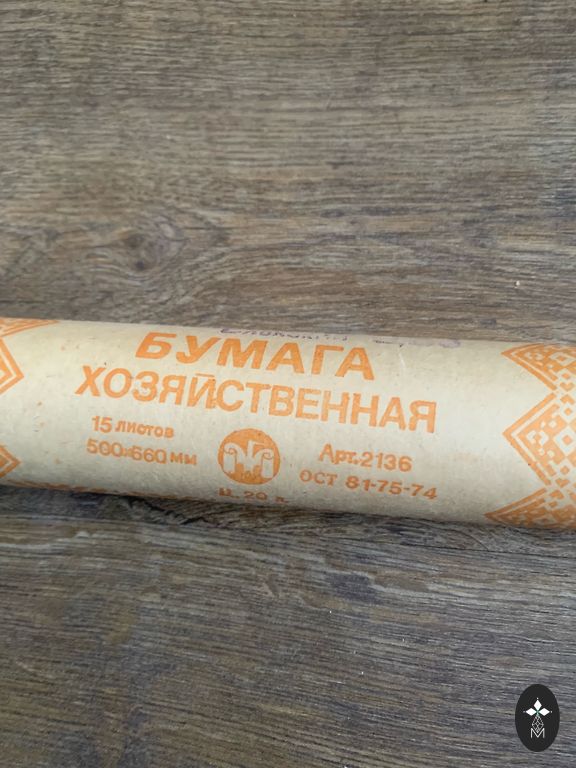 БУМАГА
ХОЗЯЙСТВЕННАЯ
15 листов
500×660 мм
Арт.2136
ОСТ 81-75-74